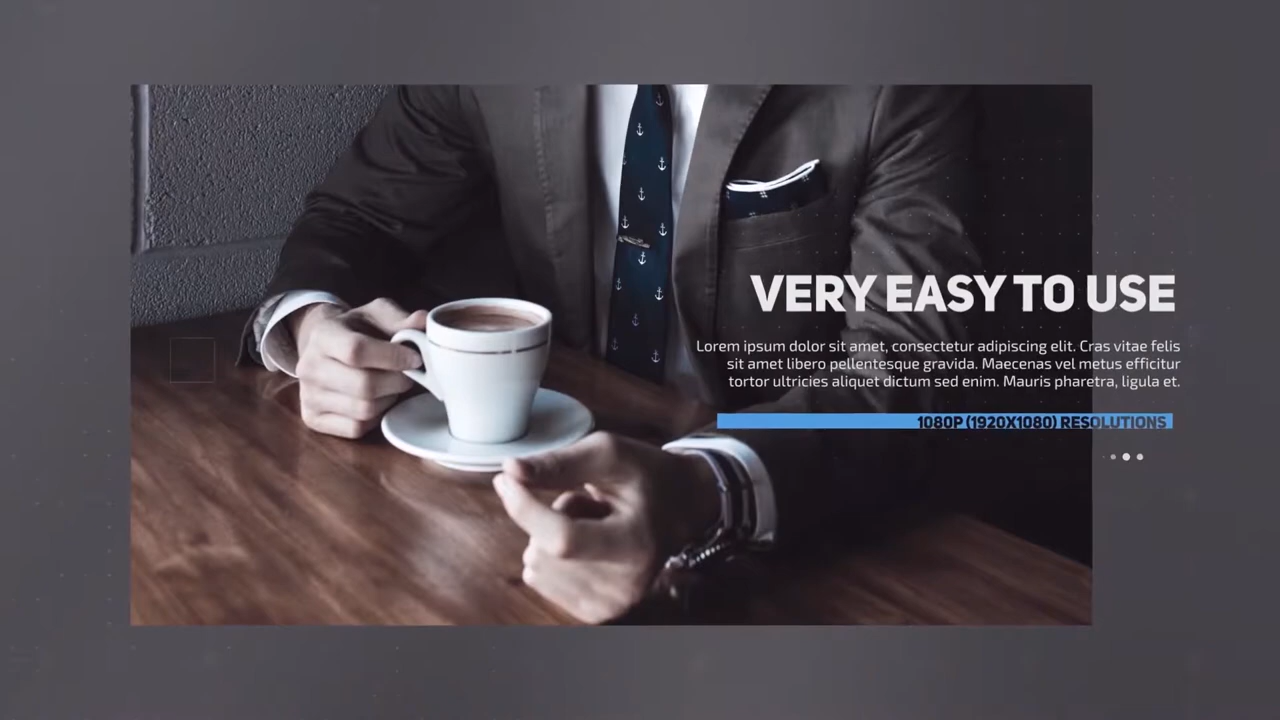 VERY EASY TO USE
Lorem ipsum dolor sit amet, consectetur adipiscing elit. Cras vitae felis
sit amet libero pellentesque gravida. Maecenas vel metus efficitur
tortor ultricies aliquet dictum sed enim. Mauris pharetra, ligula et.
1080P (1920X1080) RESOLUTIONS